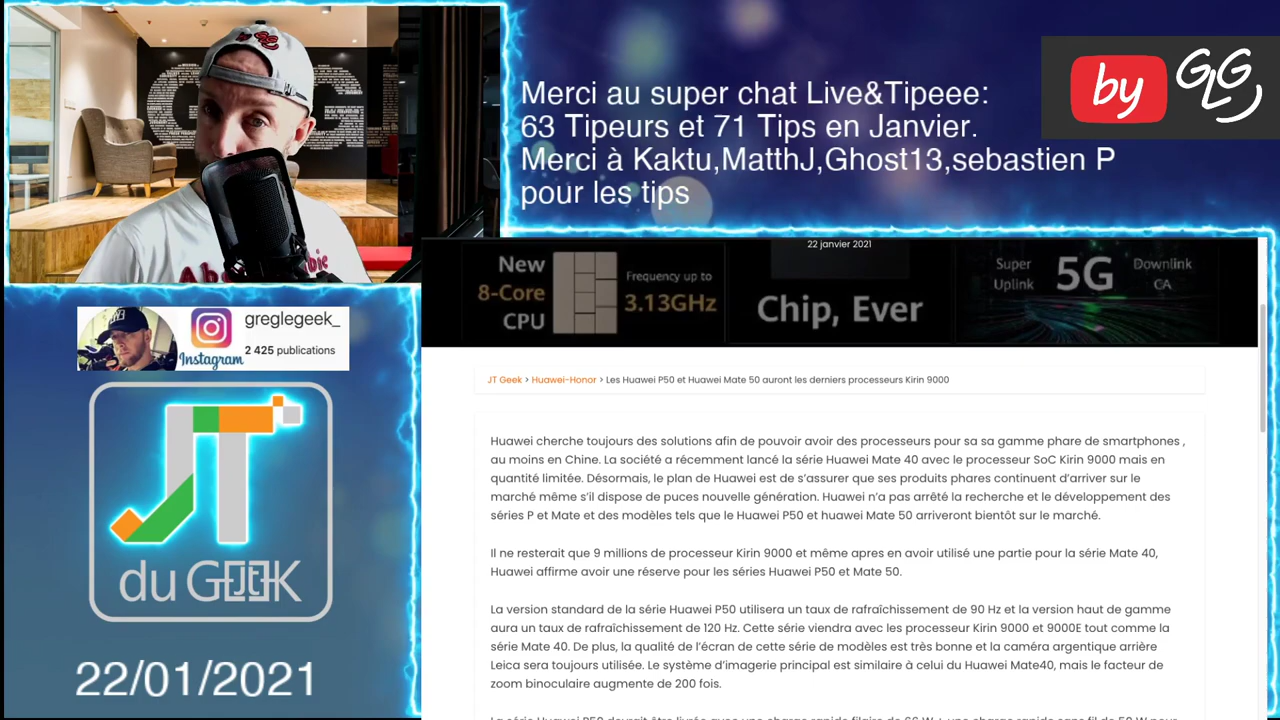 by GLG
Merci au super chat Live&Tipeee:
63 Tipeurs et 71 Tips en Janvier.
Merci à Kaktu,MatthJ,Ghost13,sebastien P
pour les tips
22 janvier 2021
New
8-Core
CPU
Frequency up to
3.13GHz
Chip, Ever
Super
Uplink
5G
Downlink
CA
greglegeek_
Instagram
2 425 publications
JT
du GEEK
22/01/2021
JT Geek > Huawei-Honor > Les Huawei P50 et Huawei Mate 50 auront les derniers processeurs Kirin 9000
Huawei cherche toujours des solutions afin de pouvoir avoir des processeurs pour sa sa gamme phare de smartphones ,
au moins en Chine. La société a récemment lancé la série Huawei Mate 40 avec le processeur SoC Kirin 9000 mais en
quantité limitée. Désormais, le plan de Huawei est de s'assurer que ses produits phares continuent d'arriver sur le
marché même s'il dispose de puces nouvelle génération. Huawei n'a pas arrêté la recherche et le développement des
séries P et Mate et des modèles tels que le Huawei P50 et huawei Mate 50 arriveront bientôt sur le marché.
Il ne resterait que 9 millions de processeur Kirin 9000 et même apres en avoir utilisé une partie pour la série Mate 40,
Huawei affirme avoir une réserve pour les séries Huawei P50 et Mate 50.
La version standard de la série Huawei P50 utilisera un taux de rafraîchissement de 90 Hz et la version haut de gamme
aura un taux de rafraîchissement de 120 Hz. Cette série viendra avec les processeur Kirin 9000 et 9000E tout comme la
série Mate 40. De plus, la qualité de l'écran de cette série de modèles est très bonne et la caméra argentique arrière
Leica sera toujours utilisée. Le système d'imagerie principal est similaire à celui du Huawei Mate40, mais le facteur de
zoom binoculaire augmente de 200 fois.